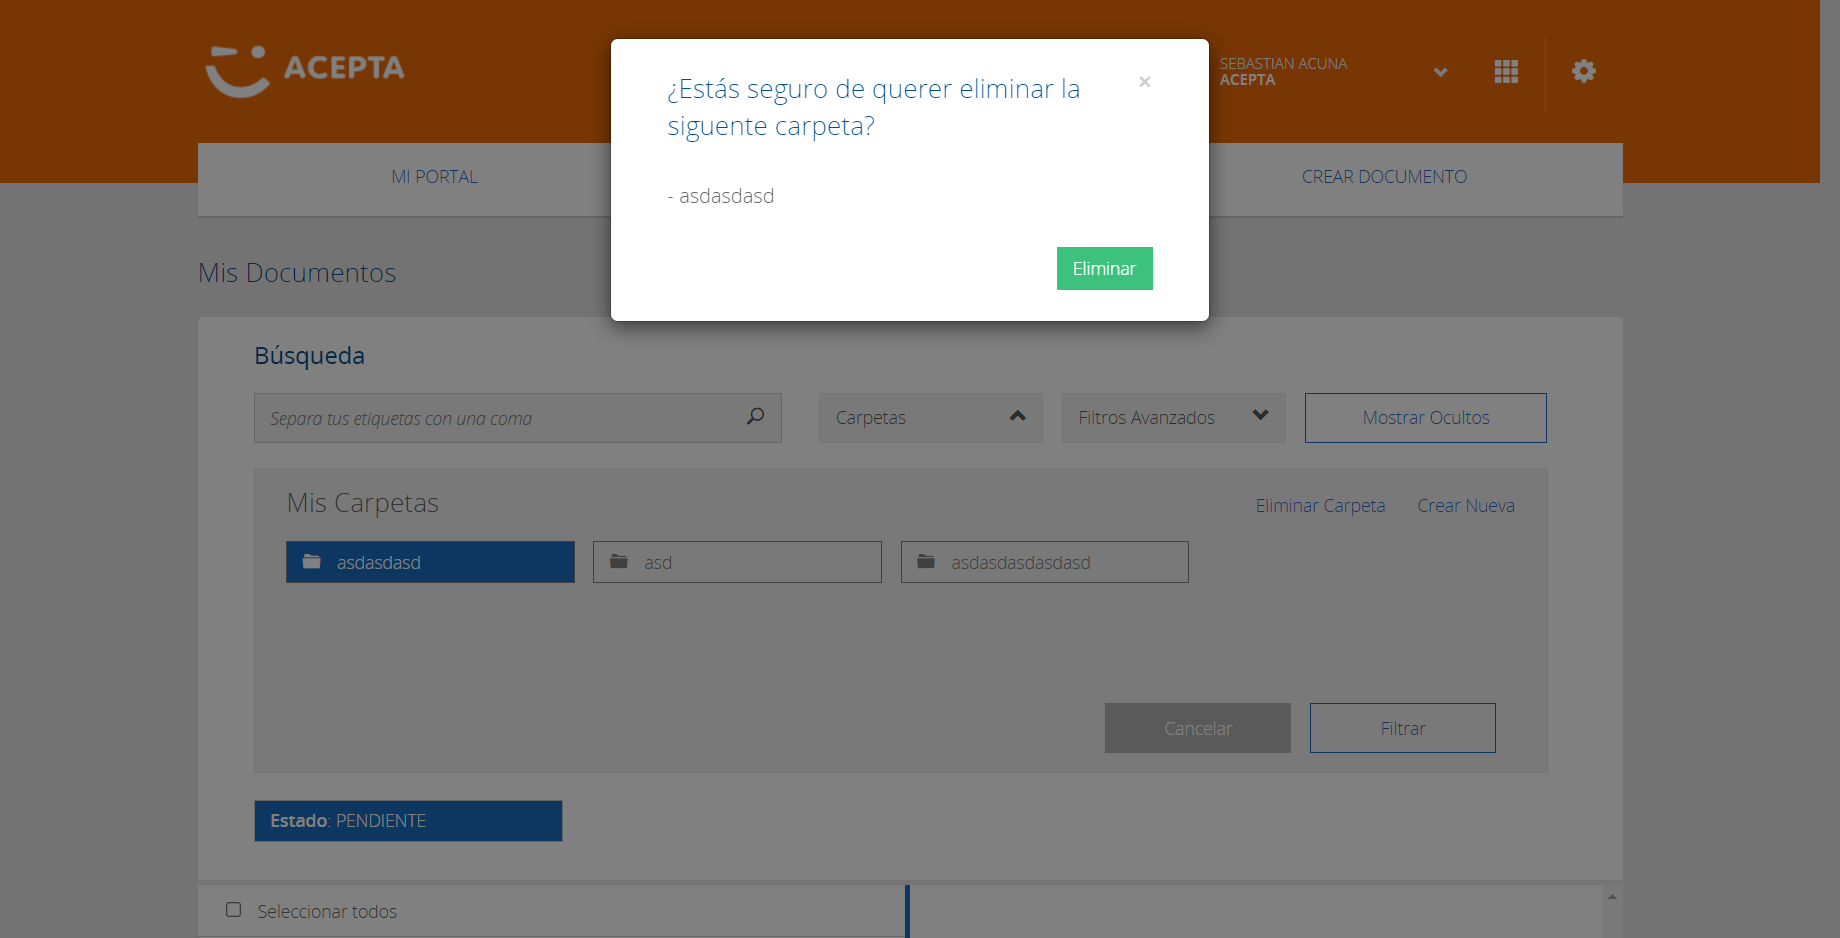 ACEPTA
SEBASTIAN ACUNA
ACEPTA
¿Estás seguro de querer eliminar la
siguente carpeta?
×
- asdasdasd
Eliminar
MI PORTAL
CREAR DOCUMENTO
Mis Documentos
Búsqueda
Separa tus etiquetas con una coma
Carpetas
Filtros Avanzados
Mostrar Ocultos
Mis Carpetas
Eliminar Carpeta
Crear Nueva
asdasdasd
asd
asdasdasdasdasd
Cancelar
Filtrar
Estado: PENDIENTE
Seleccionar todos